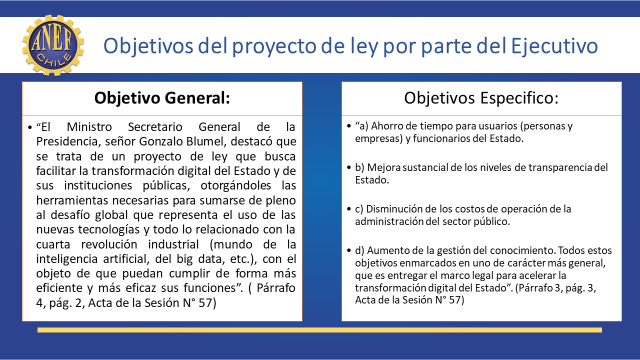 ANEF
CHILE
Objetivos del proyecto de ley por parte del Ejecutivo
Objetivo General:
• “El Ministro Secretario General de la
Presidencia, señor Gonzalo Blumel, destacó que
se trata de un proyecto de ley que busca
facilitar la transformación digital del Estado y de
sus instituciones públicas, otorgándoles las
herramientas necesarias para sumarse de pleno
al desafío global que representa el uso de las
nuevas tecnologías y todo lo relacionado con la
cuarta revolución industrial (mundo de la
inteligencia artificial, del big data, etc.), con el
objeto de que puedan cumplir de forma más
eficiente y más eficaz sus funciones”. ( Párrafo
4, pág. 2, Acta de la Sesión N° 57)
Objetivos Especifico:
• “a) Ahorro de tiempo para usuarios (personas y
empresas) y funcionarios del Estado.
• b) Mejora sustancial de los niveles de transparencia del
Estado.
• c) Disminución de los costos de operación de la
administración del sector público.
• d) Aumento de la gestión del conocimiento. Todos estos
objetivos enmarcados en uno de carácter más general,
que es entregar el marco legal para acelerar la
transformación digital del Estado”. (Párrafo 3, pág. 3,
Acta de la Sesión N° 57)